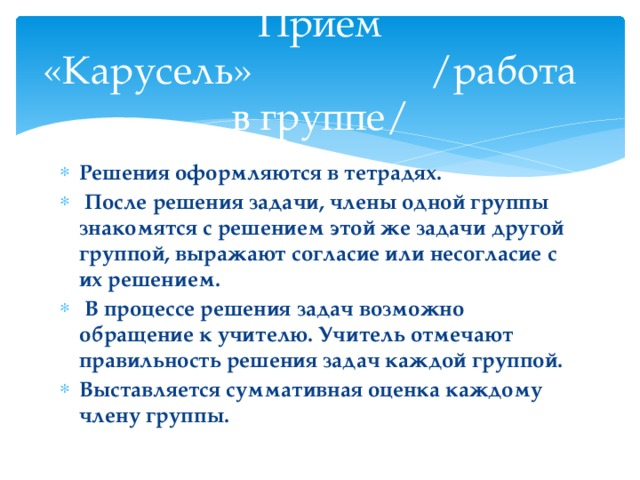 Прием
«Карусель» /работа
в группе/
Решения оформляются в тетрадях.
После решения задачи, члены одной группы
знакомятся с решением этой же задачи другой
группой, выражают согласие или несогласие с
их решением.
В процессе решения задач возможно
обращение к учителю. Учитель отмечают
правильность решения задач каждой группой.
Выставляется суммативная оценка каждому
члену группы.